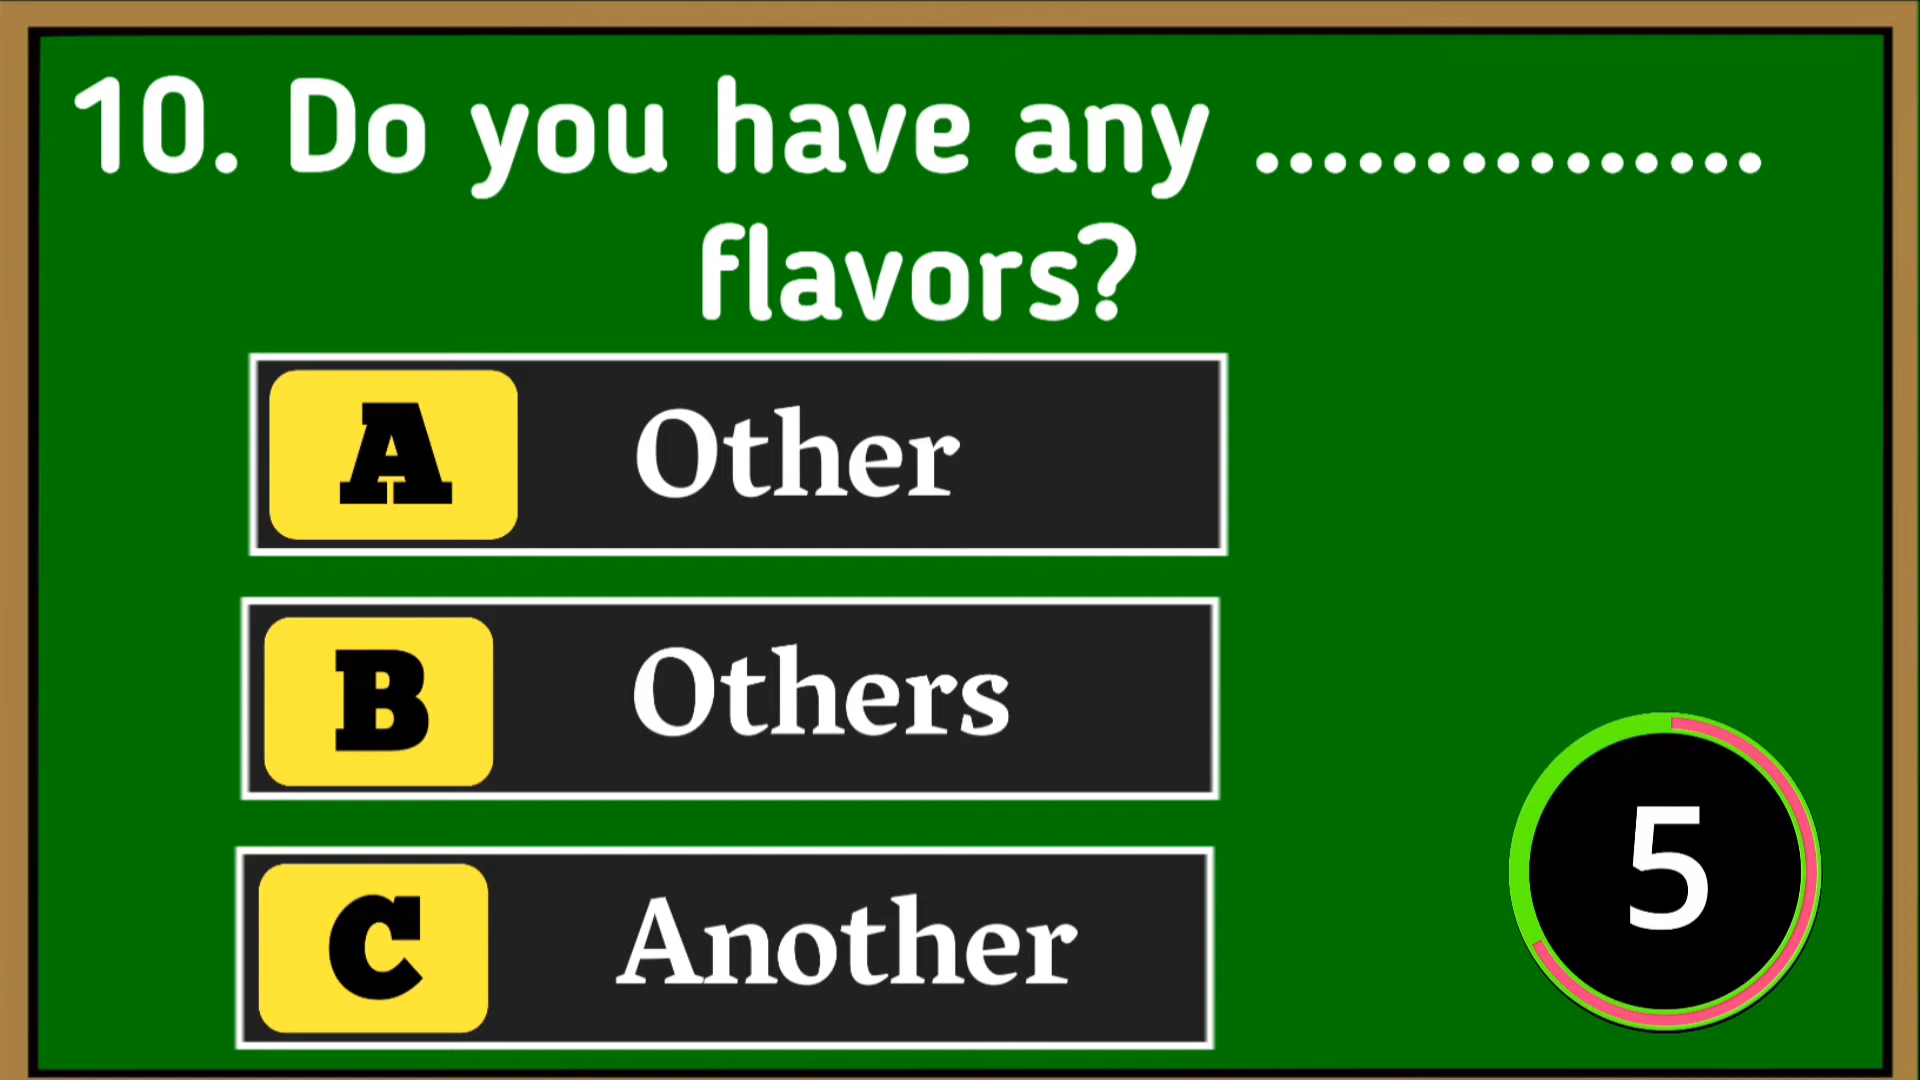 10. Do you have any ...............
flavors?
A Other
B Others
C Another
5